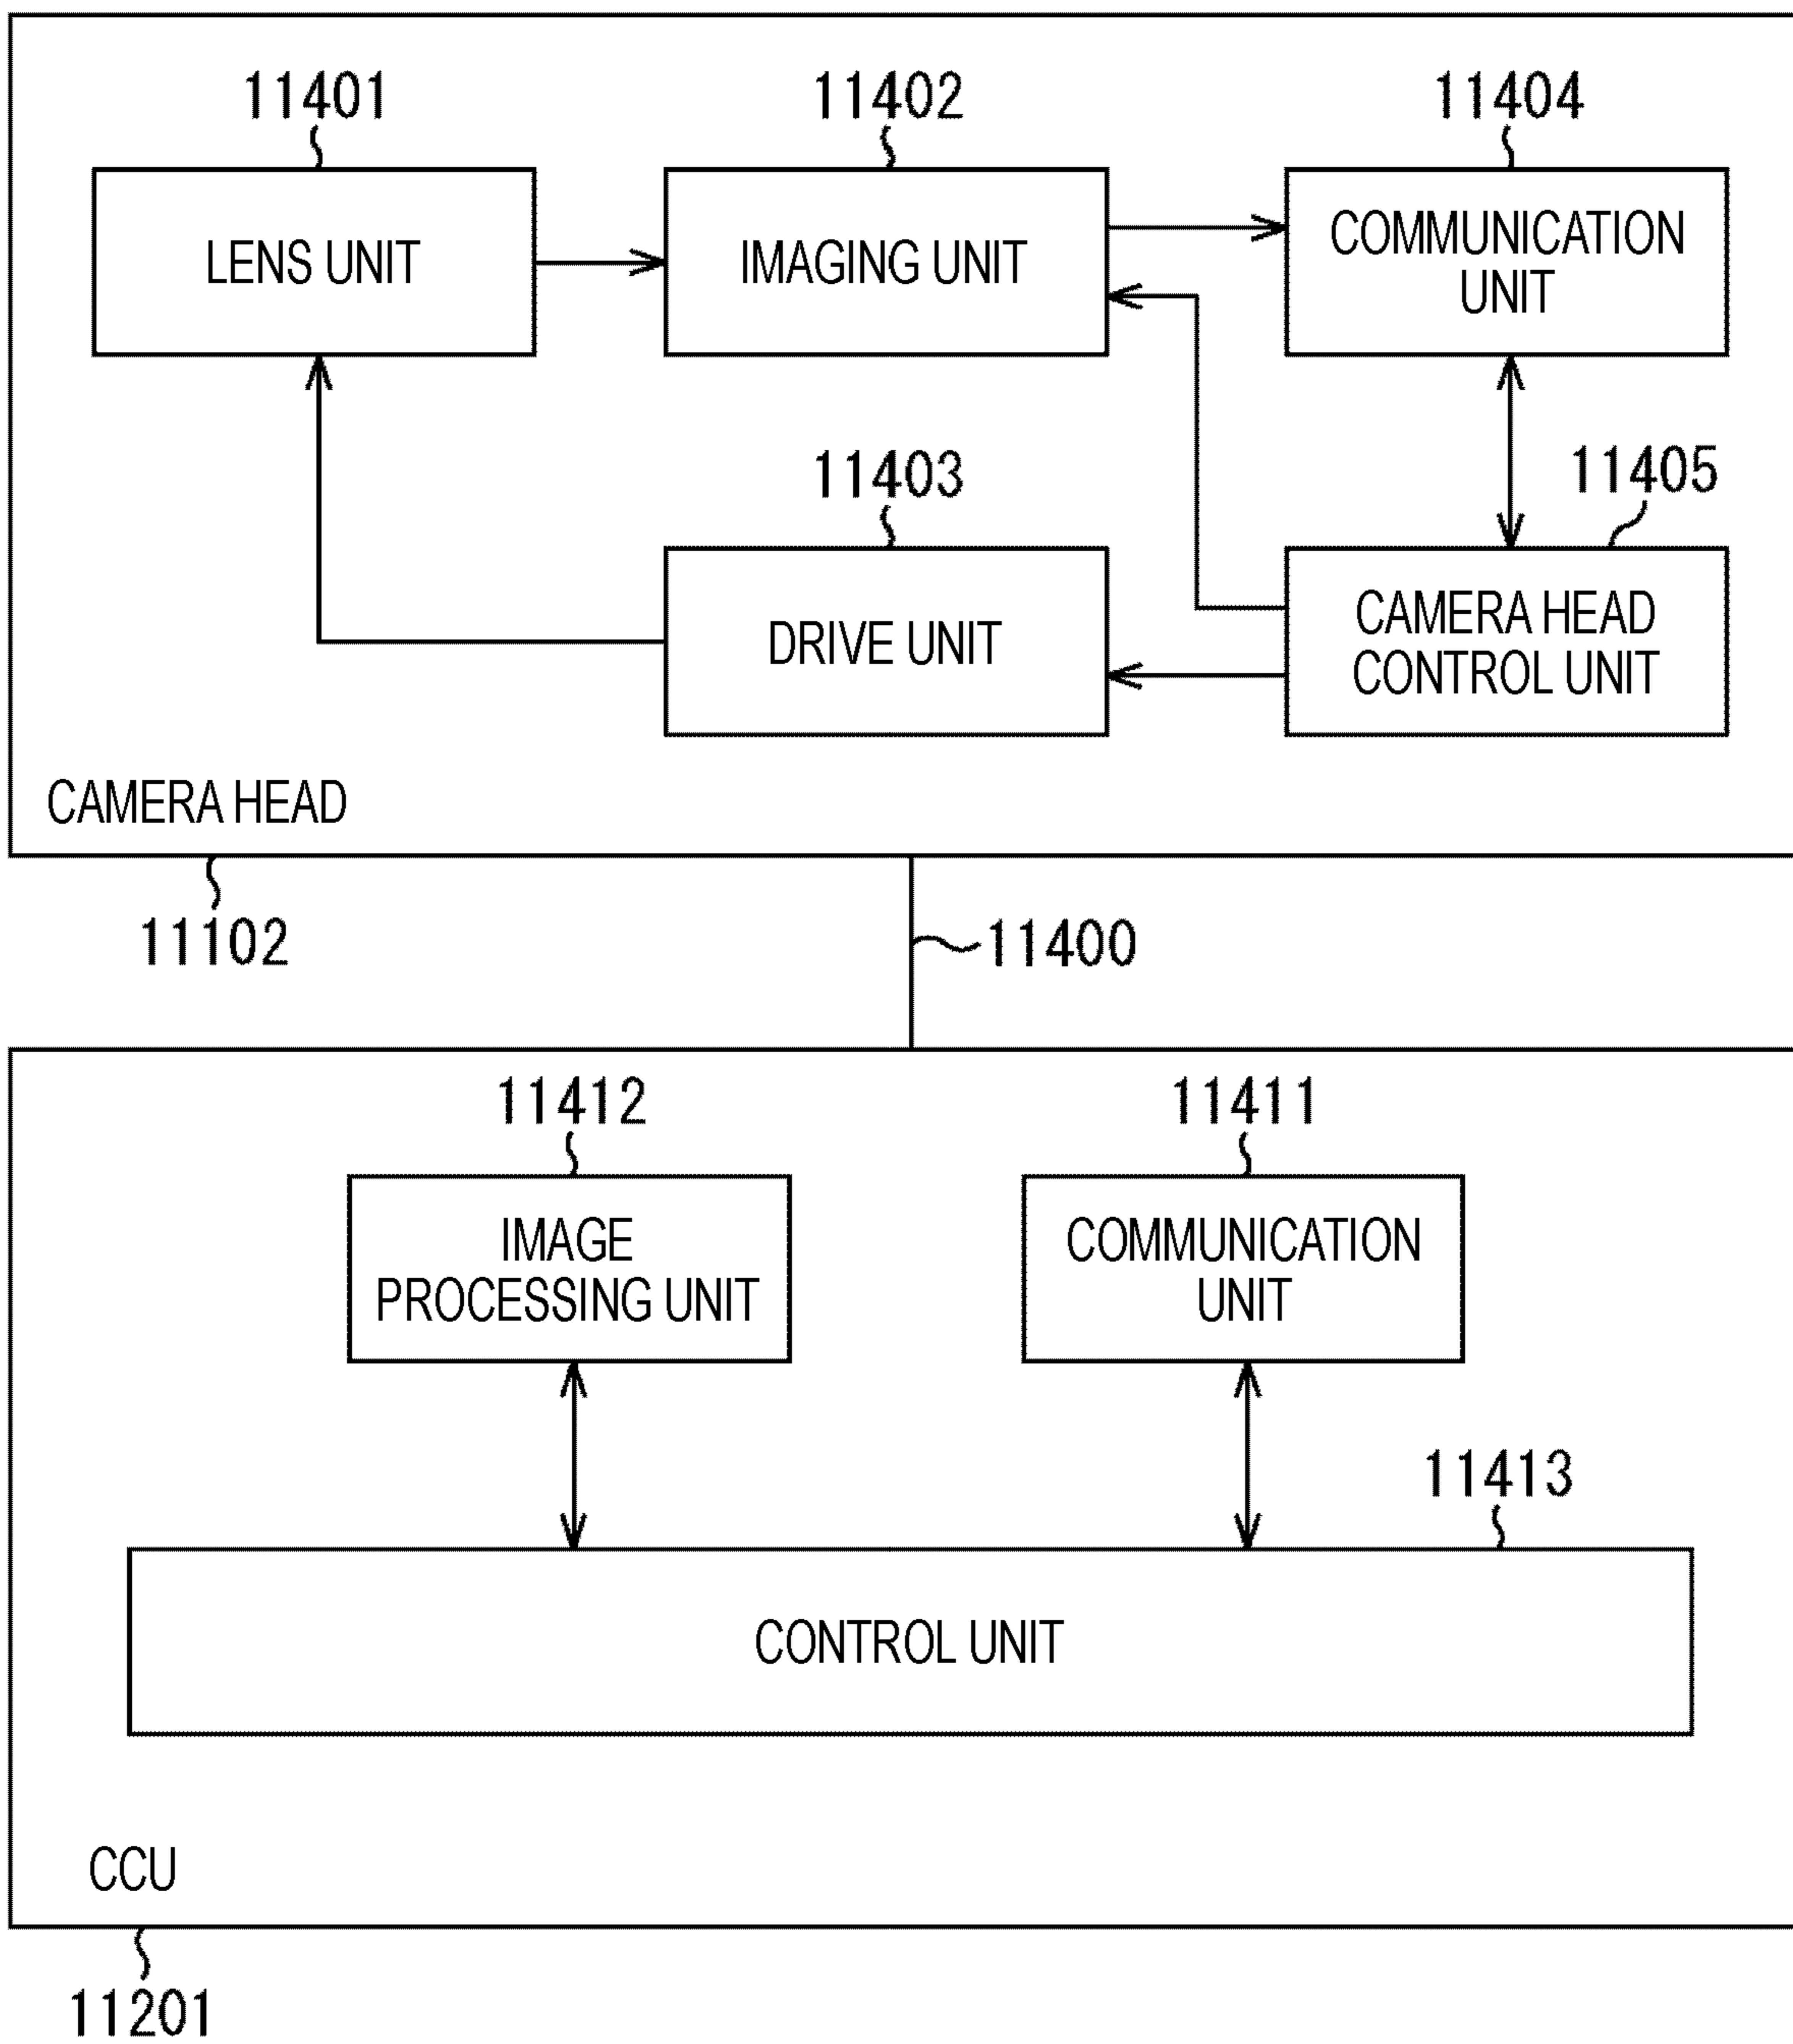 11401
11402
11404
LENS UNIT
IMAGING UNIT
COMMUNICATION
UNIT
11403
11405
DRIVE UNIT
CAMERA HEAD
CONTROL UNIT
CAMERA HEAD
11102
11400
11412
11411
IMAGE
PROCESSING UNIT
COMMUNICATION
UNIT
11413
CONTROL UNIT
CCU
11201